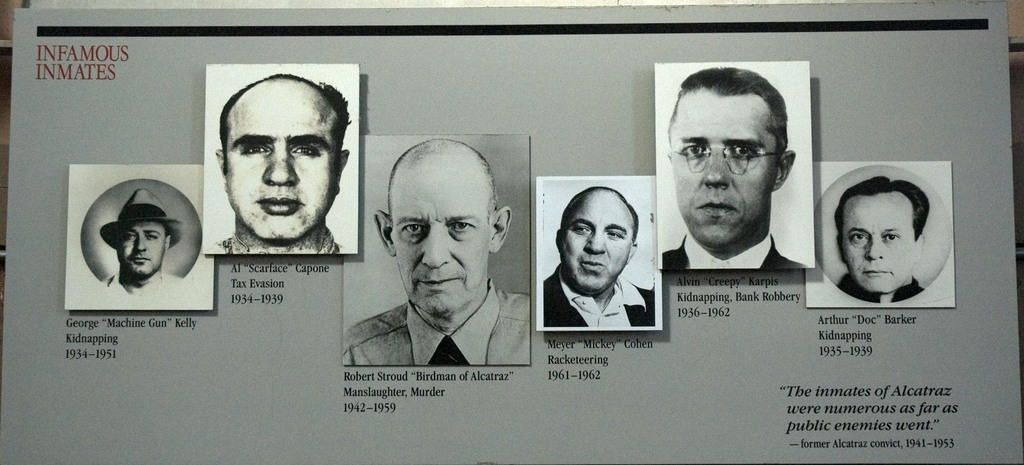 INFAMOUS
INMATES
George “Machine Gun” Kelly
Kidnapping
1934–1951
Al “Scarface” Capone
Tax Evasion
1934–1939
Robert Stroud “Birdman of Alcatraz”
Manslaughter, Murder
1942–1959
Meyer “Mickey” Cohen
Racketeering
1961–1962
Alvin “Creepy” Karpis
Kidnapping, Bank Robbery
1936–1962
Arthur “Doc” Barker
Kidnapping
1935–1939
“The inmates of Alcatraz
were numerous as far as
public enemies went.”
— former Alcatraz convict, 1941–1953